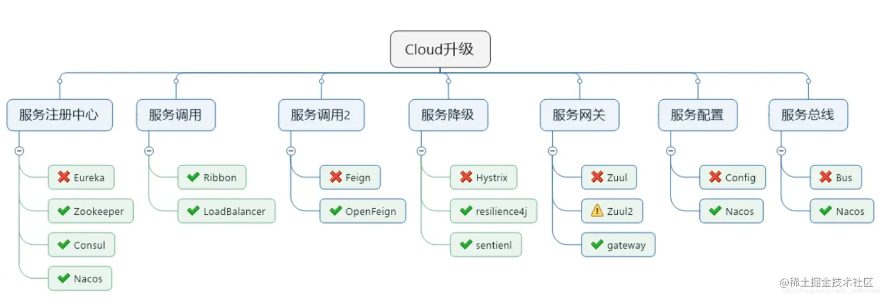 Cloud升级
服务注册中心
服务调用
服务调用2
服务降级
服务网关
服务配置
服务总线
Eureka
Zookeeper
Consul
Nacos
Ribbon
LoadBalancer
Feign
OpenFeign
Hystrix
resilience4j
sentienl
Zuul
Zuul2
gateway
Config
Nacos
Bus
Nacos
@稀土掘金技术社区